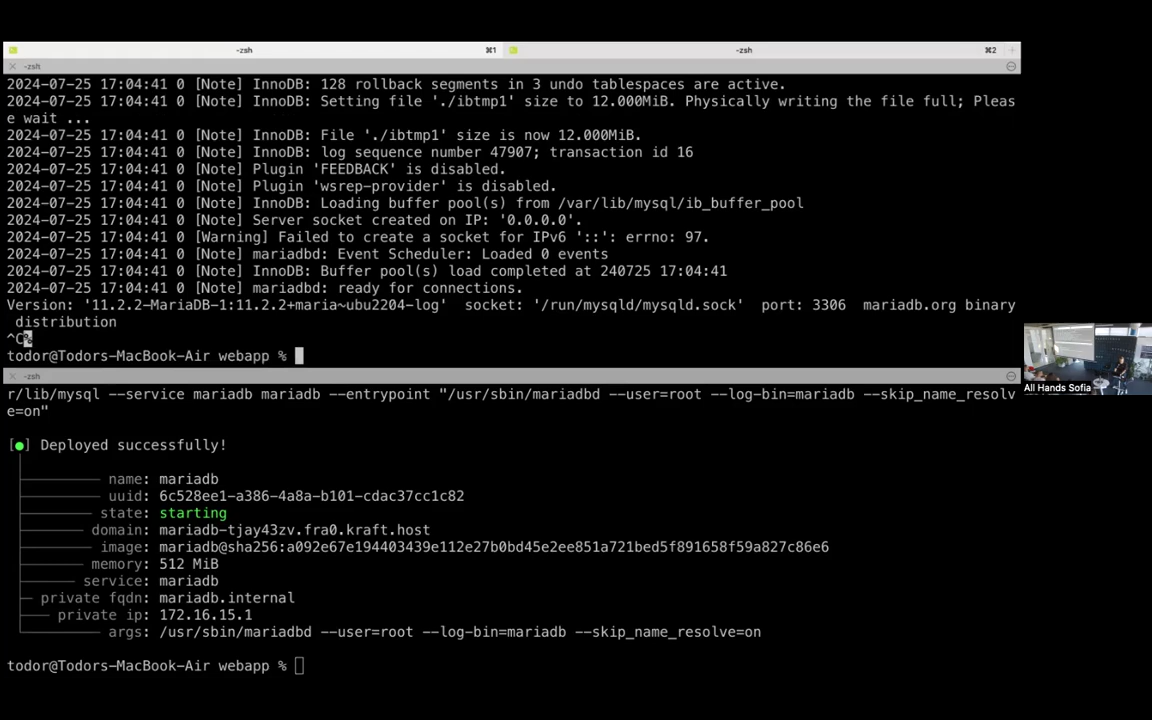 -zsh ⌘1 -zsh ⌘2 +
× -zsh
2024-07-25 17:04:41 0 [Note] InnoDB: 128 rollback segments in 3 undo tablespaces are active.
2024-07-25 17:04:41 0 [Note] InnoDB: Setting file './ibtmp1' size to 12.000MiB. Physically writing the file full; Pleas
e wait ...
2024-07-25 17:04:41 0 [Note] InnoDB: File './ibtmp1' size is now 12.000MiB.
2024-07-25 17:04:41 0 [Note] InnoDB: log sequence number 47907; transaction id 16
2024-07-25 17:04:41 0 [Note] Plugin 'FEEDBACK' is disabled.
2024-07-25 17:04:41 0 [Note] Plugin 'wsrep-provider' is disabled.
2024-07-25 17:04:41 0 [Note] InnoDB: Loading buffer pool(s) from /var/lib/mysql/ib_buffer_pool
2024-07-25 17:04:41 0 [Note] Server socket created on IP: '0.0.0.0'.
2024-07-25 17:04:41 0 [Warning] Failed to create a socket for IPv6 '::': errno: 97.
2024-07-25 17:04:41 0 [Note] mariadbd: Event Scheduler: Loaded 0 events
2024-07-25 17:04:41 0 [Note] InnoDB: Buffer pool(s) load completed at 240725 17:04:41
2024-07-25 17:04:41 0 [Note] mariadbd: ready for connections.
Version: '11.2.2-MariaDB-1:11.2.2+maria~ubu2204-log'  socket: '/run/mysqld/mysqld.sock'  port: 3306  mariadb.org binary
 distribution
^C%
todor@Todors-MacBook-Air webapp %
All Hands Sofia
× -zsh
r/lib/mysql --service mariadb mariadb --entrypoint "/usr/sbin/mariadbd --user=root --log-bin=mariadb --skip_name_resolv
e=on"
[●] Deployed successfully!
name: mariadb
uuid: 6c528ee1-a386-4a8a-b101-cdac37cc1c82
state: starting
domain: mariadb-tjay43zv.fra0.kraft.host
image: mariadb@sha256:a092e67e194403439e112e27b0bd45e2ee851a721bed5f891658f59a827c86e6
memory: 512 MiB
service: mariadb
private fqdn: mariadb.internal
private ip: 172.16.15.1
args: /usr/sbin/mariadbd --user=root --log-bin=mariadb --skip_name_resolve=on
todor@Todors-MacBook-Air webapp %